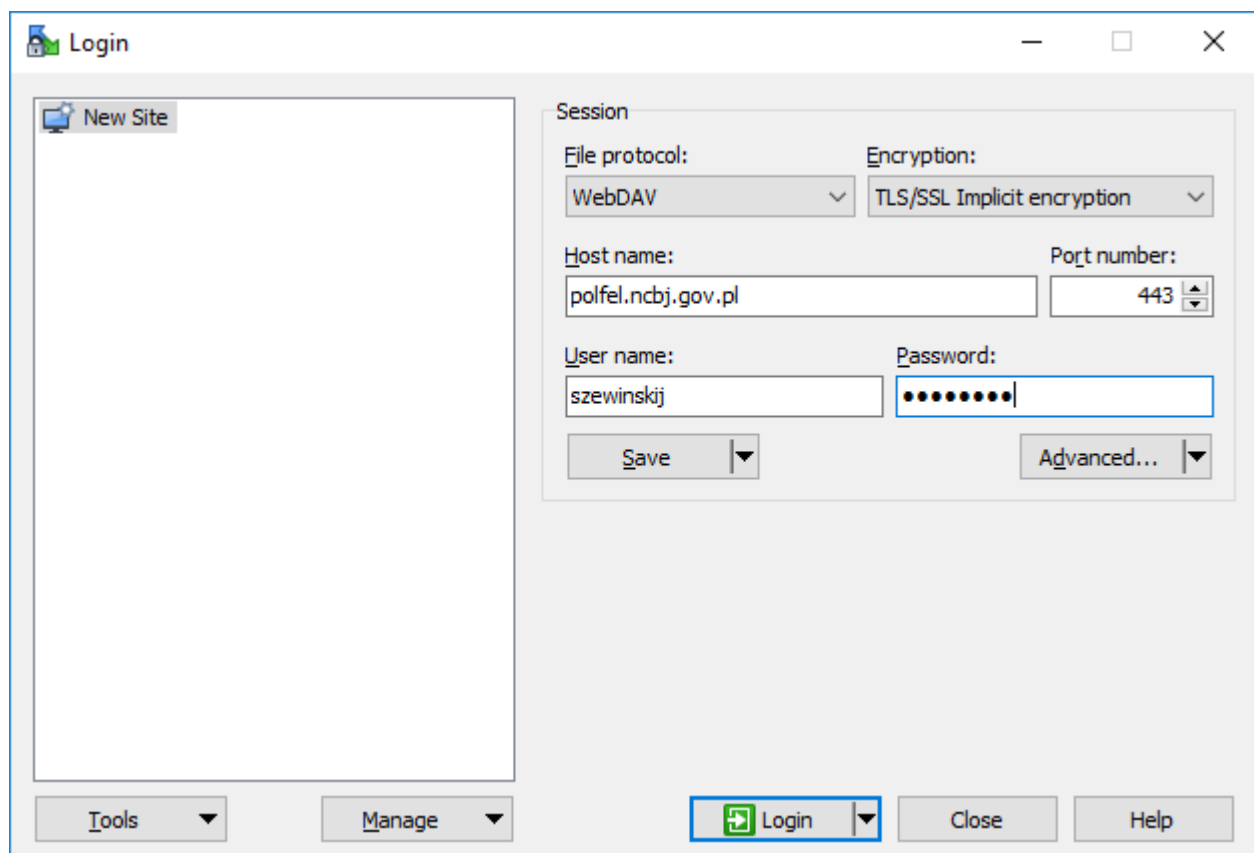 Login
New Site
Session
File protocol: Encryption:
WebDAV TLS/SSL Implicit encryption
Host name: Port number:
polfel.ncbj.gov.pl 443
User name: Password:
szewinskij ••••••••
Save Advanced...
Tools Manage Login Close Help